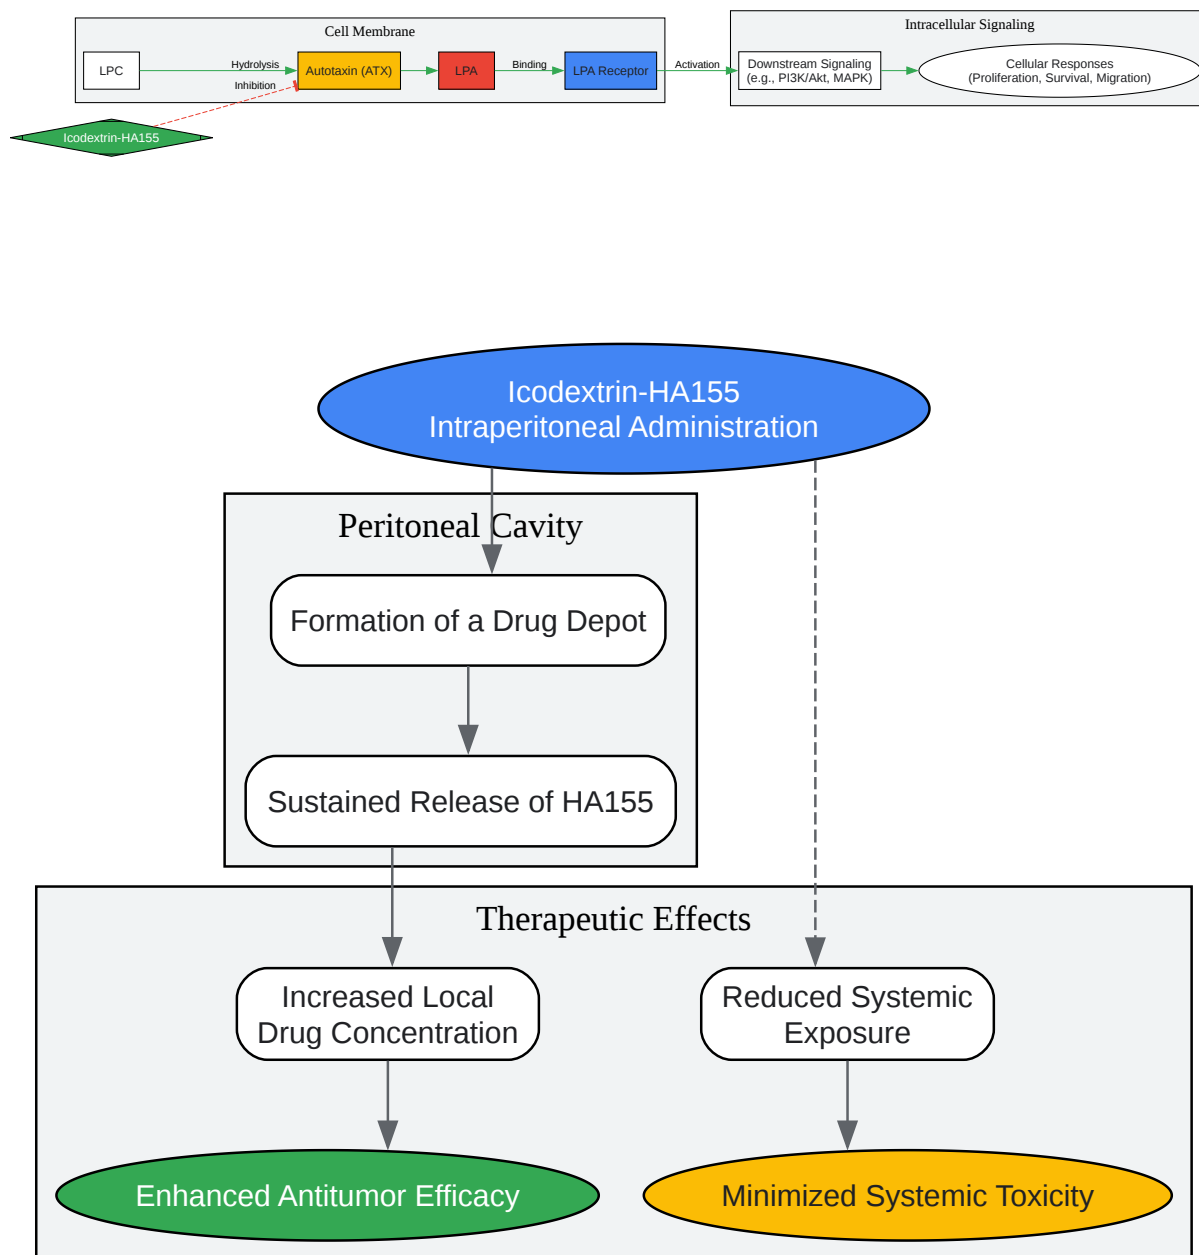 Cell Membrane
Intracellular Signaling
LPC
Hydrolysis
Autotaxin (ATX)
LPA
Binding
LPA Receptor
Activation
Downstream Signaling
(e.g., PI3K/Akt, MAPK)
Cellular Responses
(Proliferation, Survival, Migration)
Inhibition
Icodextrin-HA155
Icodextrin-HA155
Intraperitoneal Administration
Peritoneal Cavity
Formation of a Drug Depot
Sustained Release of HA155
Therapeutic Effects
Increased Local
Drug Concentration
Reduced Systemic
Exposure
Enhanced Antitumor Efficacy
Minimized Systemic Toxicity